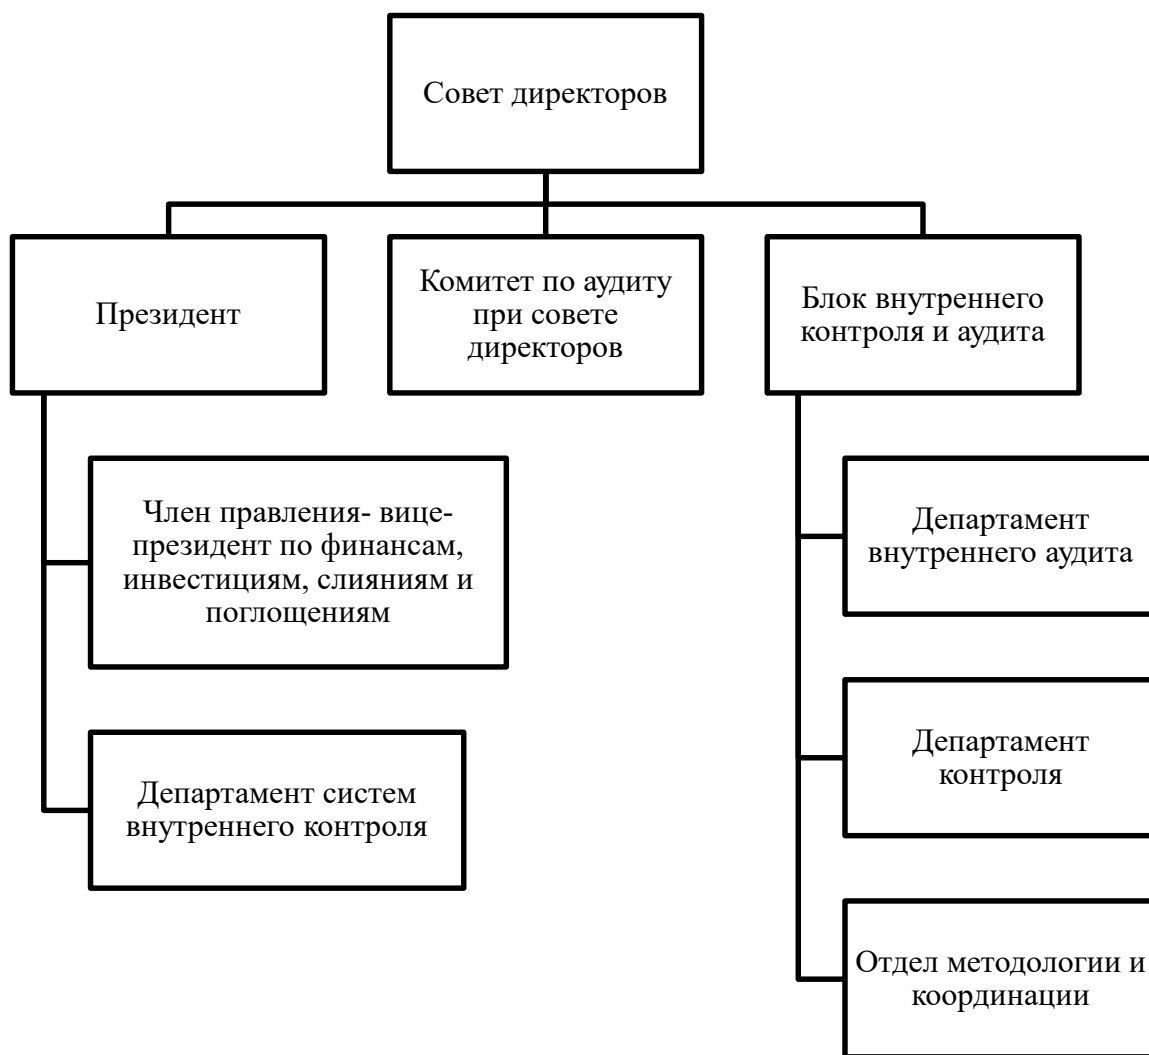 Совет директоров
Президент
Комитет по аудиту
при совете
директоров
Блок внутреннего
контроля и аудита
Член правления- вице-
президент по финансам,
инвестициям, слияниям и
поглощениям
Департамент систем
внутреннего контроля
Департамент
внутреннего аудита
Департамент
контроля
Отдел методологии и
координации